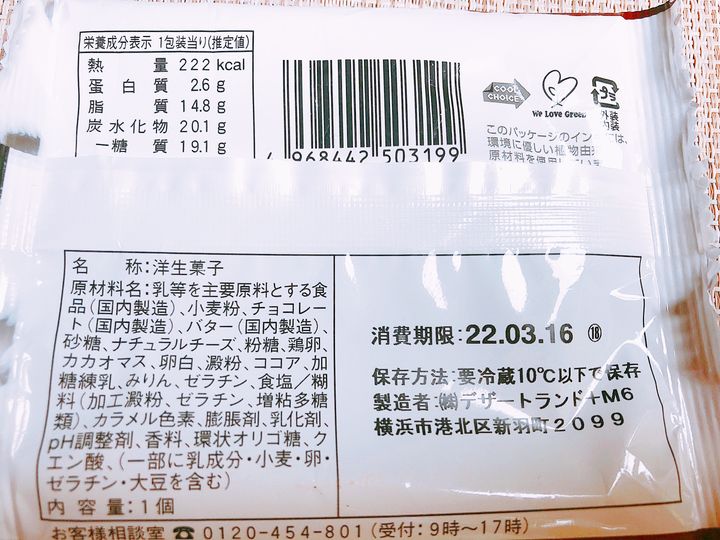 栄養成分表示 1包装当り(推定値)
熱量 222 kcal
蛋白質 2.6 g
脂質 14.8 g
炭水化物 20.1 g
－糖質 19.1 g
4 968442 503199
COOL CHOICE
We Love Green
プラ
外装
内装
このパッケージのイン
環境に優しい植物由
原材料を使用してい
名 称:洋生菓子
原材料名:乳等を主要原料とする食
品(国内製造)、小麦粉、チョコレー
ト(国内製造)、バター(国内製造)、
砂糖、ナチュラルチーズ、粉糖、鶏卵、
カカオマス、卵白、澱粉、ココア、加
糖練乳、みりん、ゼラチン、食塩／糊
料(加工澱粉、ゼラチン、増粘多糖
類)、カラメル色素、膨脹剤、乳化剤、
pH調整剤、香料、環状オリゴ糖、ク
エン酸、(一部に乳成分・小麦・卵・
ゼラチン・大豆を含む)
内 容 量:1個
消費期限:22.03.16 ⑱
保存方法:要冷蔵10℃以下で保存
製造者:㈱デザートランド+M6
横浜市港北区新羽町2099
お客様相談室 ☎ 0120-454-801(受付:9時〜17時)